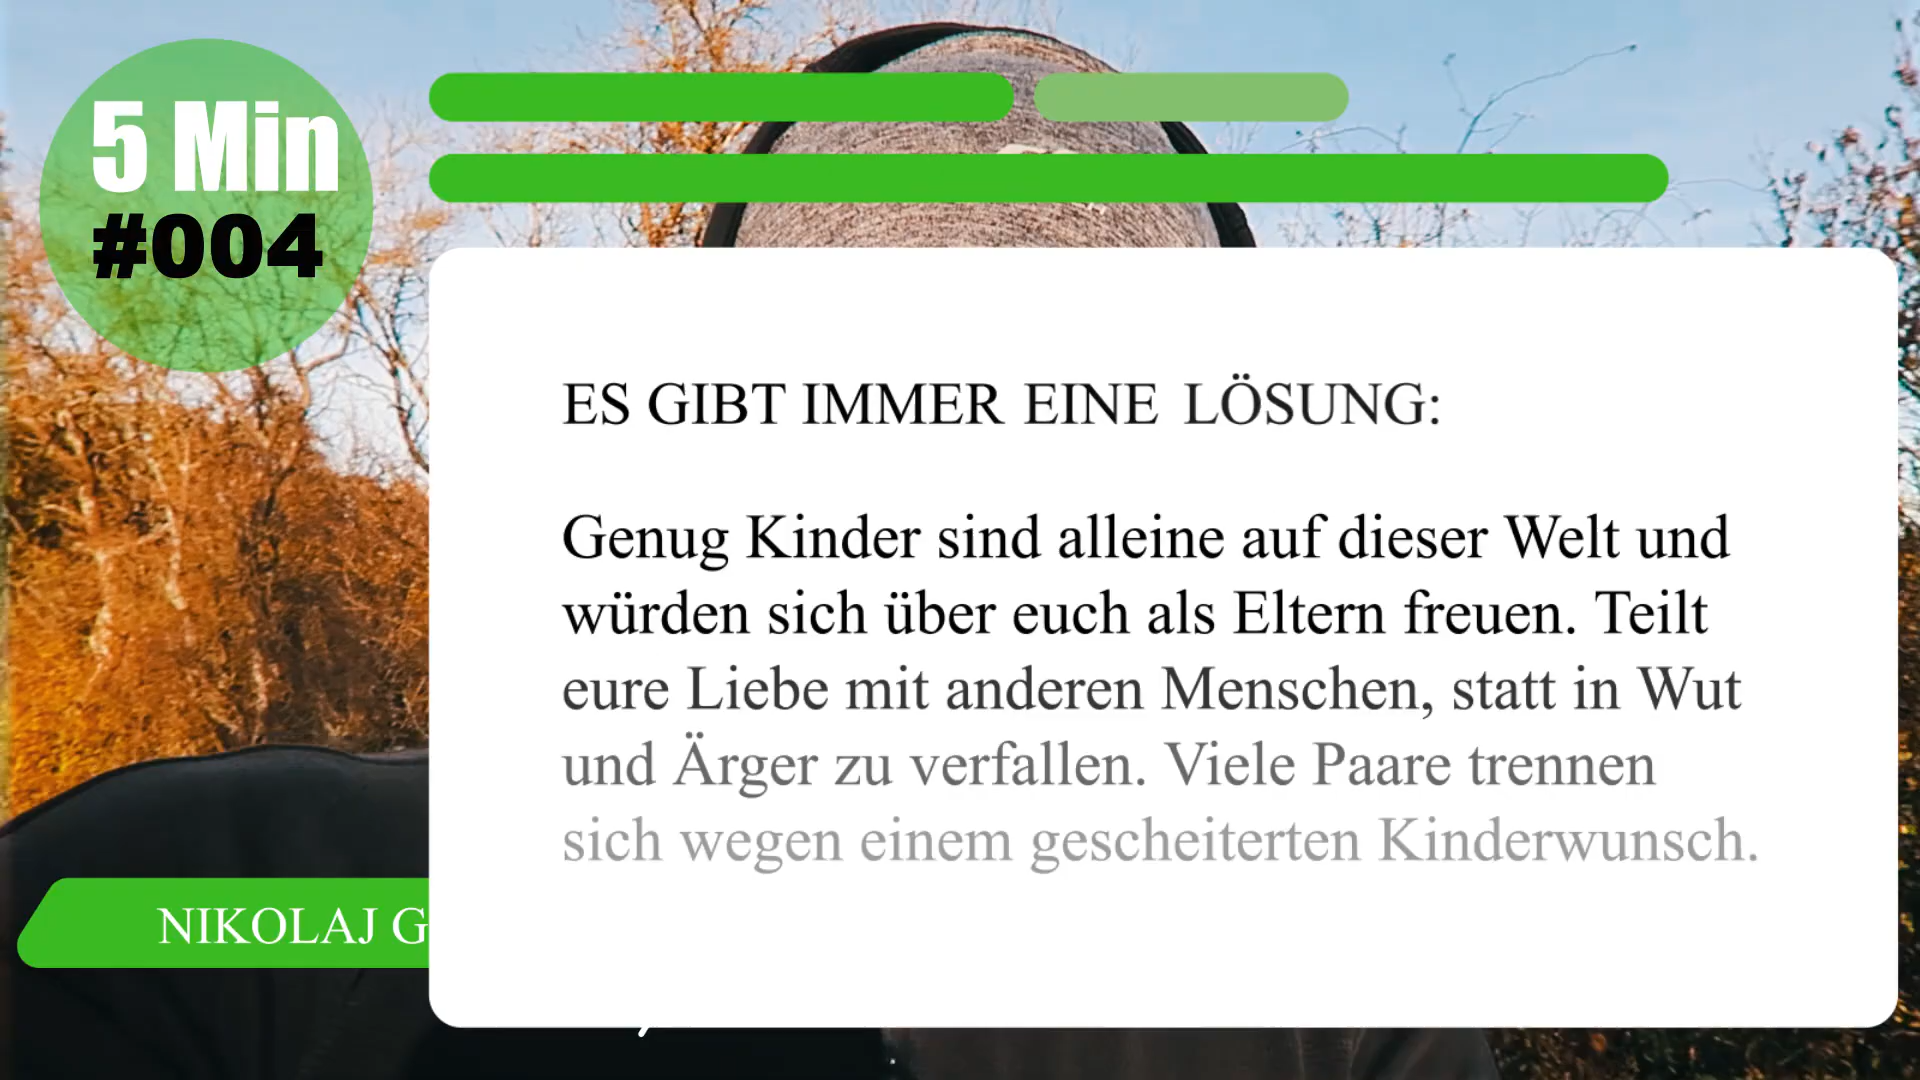 5 Min
#004
ES GIBT IMMER EINE LÖSUNG:
Genug Kinder sind alleine auf dieser Welt und
würden sich über euch als Eltern freuen. Teilt
eure Liebe mit anderen Menschen, statt in Wut
und Ärger zu verfallen. Viele Paare trennen
sich wegen einem gescheiterten Kinderwunsch.
NIKOLAJ G